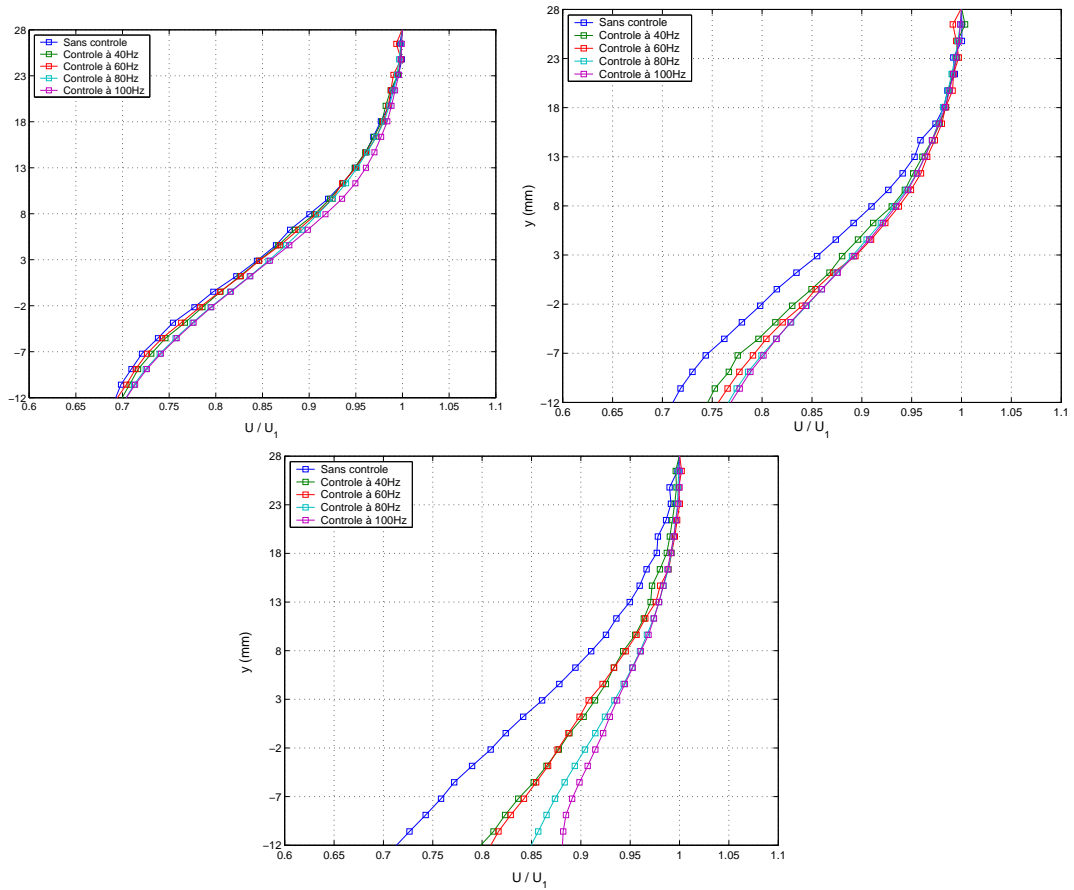 28
23
18
13
8
3
−2
−7
−12
0.6 0.65 0.7 0.75 0.8 0.85 0.9 0.95 1 1.05 1.1
U / U1
Sans controle
Controle à 40Hz
Controle à 60Hz
Controle à 80Hz
Controle à 100Hz
28
23
18
13
8
3
−2
−7
−12
y (mm)
0.6 0.65 0.7 0.75 0.8 0.85 0.9 0.95 1 1.05 1.1
U / U1
Sans controle
Controle à 40Hz
Controle à 60Hz
Controle à 80Hz
Controle à 100Hz
28
23
18
13
8
3
−2
−7
−12
y (mm)
0.6 0.65 0.7 0.75 0.8 0.85 0.9 0.95 1 1.05 1.1
U / U1
Sans controle
Controle à 40Hz
Controle à 60Hz
Controle à 80Hz
Controle à 100Hz